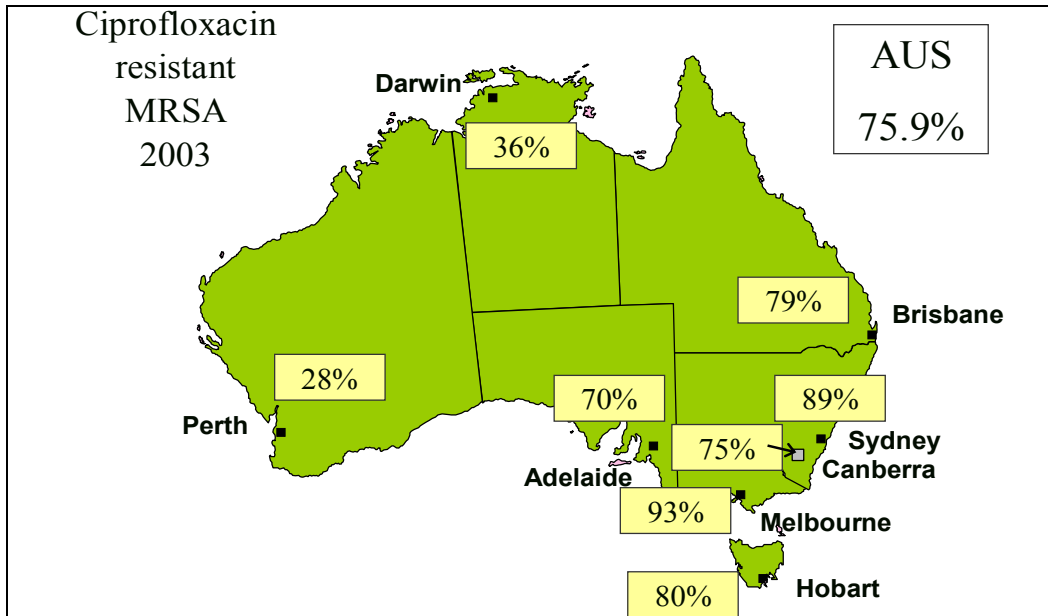 Ciprofloxacin
resistant
MRSA
2003
AUS
75.9%
Darwin
36%
79%
Brisbane
28%
Perth
70%
89%
Adelaide
75%
Sydney
Canberra
93%
Melbourne
80%
Hobart